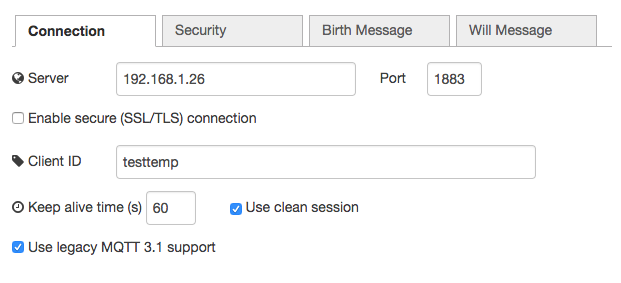 Connection Security Birth Message Will Message
Server 192.168.1.26 Port 1883
Enable secure (SSL/TLS) connection
Client ID testtemp
Keep alive time (s) 60 Use clean session
Use legacy MQTT 3.1 support